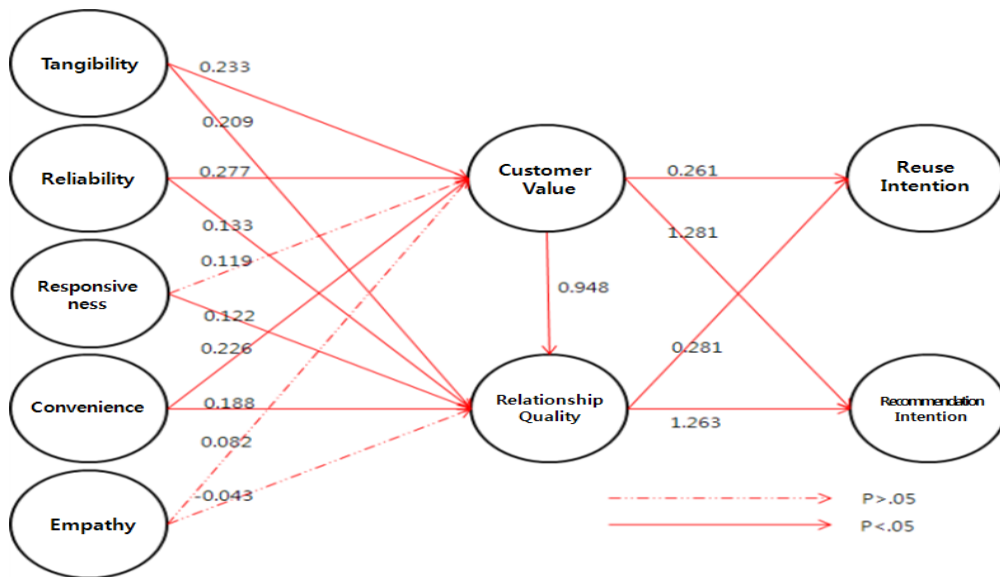 Tangibility
0.233
0.209
Reliability
0.277
0.133
Responsive
ness
0.119
0.122
Convenience
0.226
0.188
0.082
Empathy
-0.043
Customer
Value
0.948
Relationship
Quality
0.261
1.281
0.281
1.263
Reuse
Intention
Recommendation
Intention
P>.05
P<.05